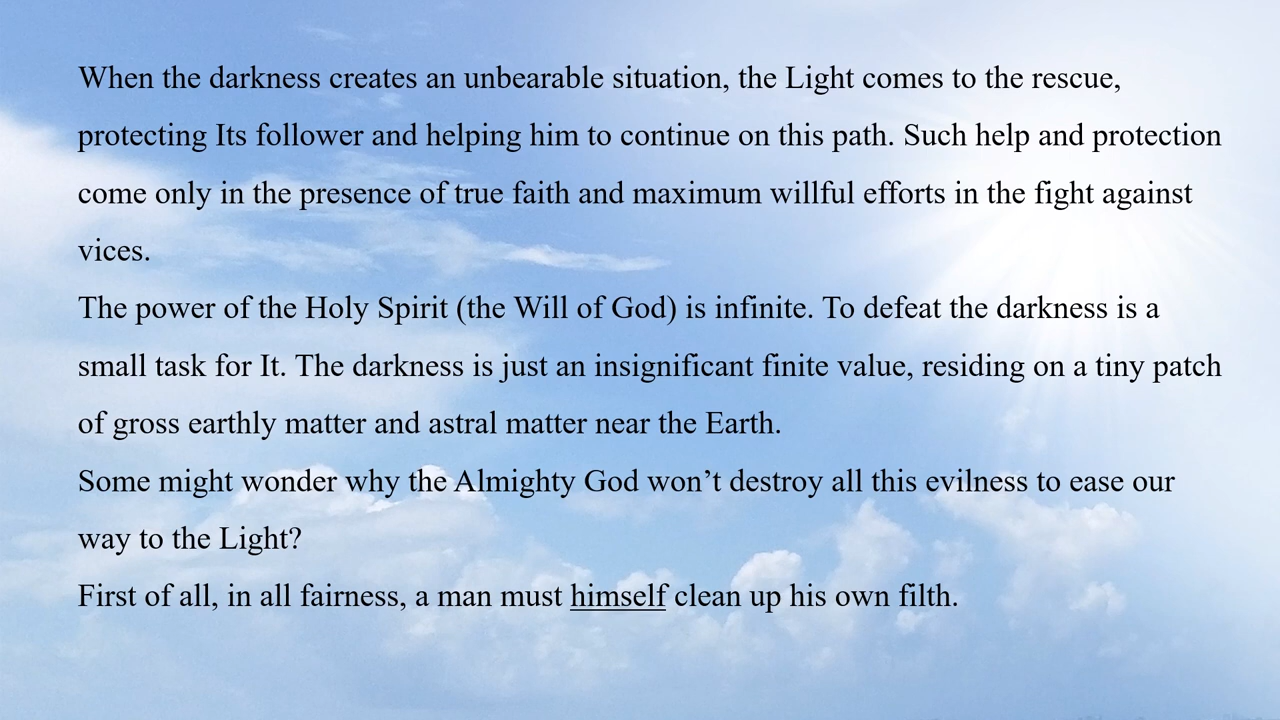 When the darkness creates an unbearable situation, the Light comes to the rescue,
protecting Its follower and helping him to continue on this path. Such help and protection
come only in the presence of true faith and maximum willful efforts in the fight against
vices.
The power of the Holy Spirit (the Will of God) is infinite. To defeat the darkness is a
small task for It. The darkness is just an insignificant finite value, residing on a tiny patch
of gross earthly matter and astral matter near the Earth.
Some might wonder why the Almighty God won’t destroy all this evilness to ease our
way to the Light?
First of all, in all fairness, a man must himself clean up his own filth.